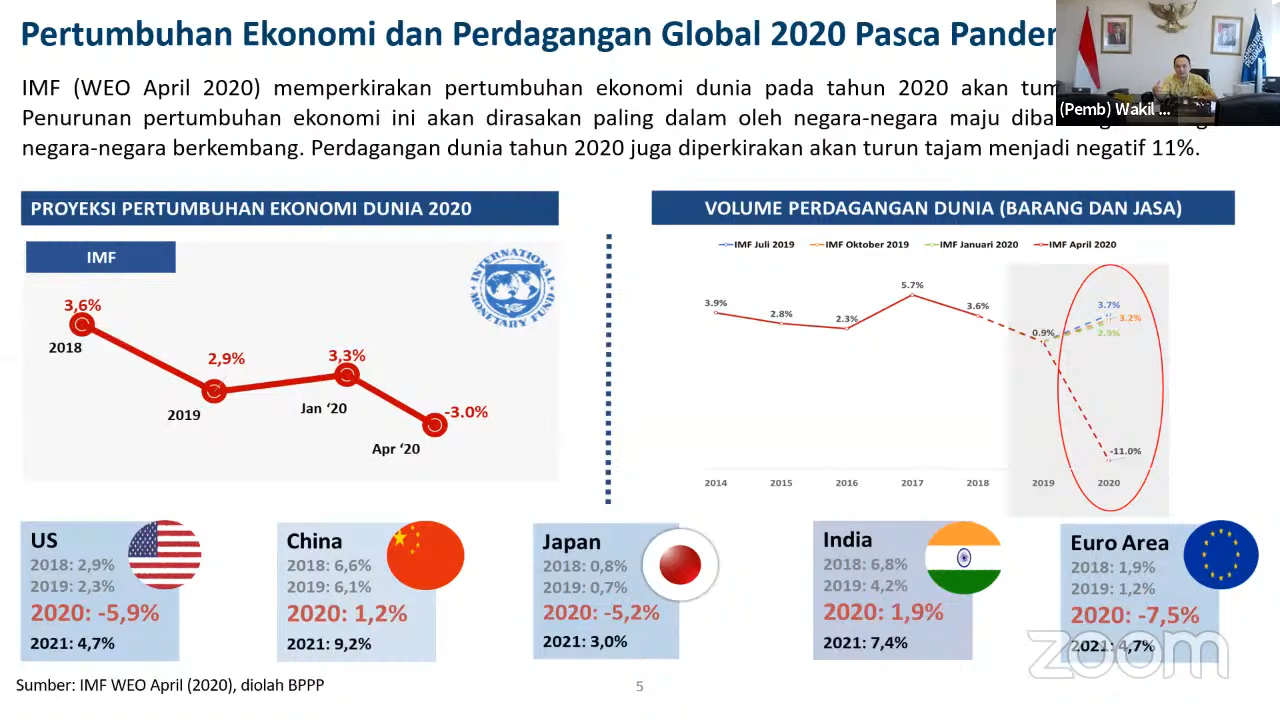 Pertumbuhan Ekonomi dan Perdagangan Global 2020 Pasca
(Pemb) Wakil ...
IMF (WEO April 2020) memperkirakan pertumbuhan ekonomi dunia pada tahun 2020 akan
Penurunan pertumbuhan ekonomi ini akan dirasakan paling dalam oleh negara-negara maju
negara-negara berkembang. Perdagangan dunia tahun 2020 juga diperkirakan akan turun tajam menjadi negatif 11%.
PROYEKSI PERTUMBUHAN EKONOMI DUNIA 2020
IMF
INTERNATIONAL MONETARY FUND
3,6%
2018
2,9%
2019
3,3%
Jan ‘20
-3.0%
Apr ‘20
VOLUME PERDAGANGAN DUNIA (BARANG DAN JASA)
IMF Juli 2019 IMF Oktober 2019 IMF Januari 2020 IMF April 2020
3.9%
2.8%
2.3%
5.7%
3.6%
0.9%
3.7%
3.2%
2.9%
-11.0%
2014 2015 2016 2017 2018 2019 2020
US
2018: 2,9%
2019: 2,3%
2020: -5,9%
2021: 4,7%
China
2018: 6,6%
2019: 6,1%
2020: 1,2%
2021: 9,2%
Japan
2018: 0,8%
2019: 0,7%
2020: -5,2%
2021: 3,0%
India
2018: 6,8%
2019: 4,2%
2020: 1,9%
2021: 7,4%
Euro Area
2018: 1,9%
2019: 1,2%
2020: -7,5%
2021: 4,7%
zoom
Sumber: IMF WEO April (2020), diolah BPPP
5